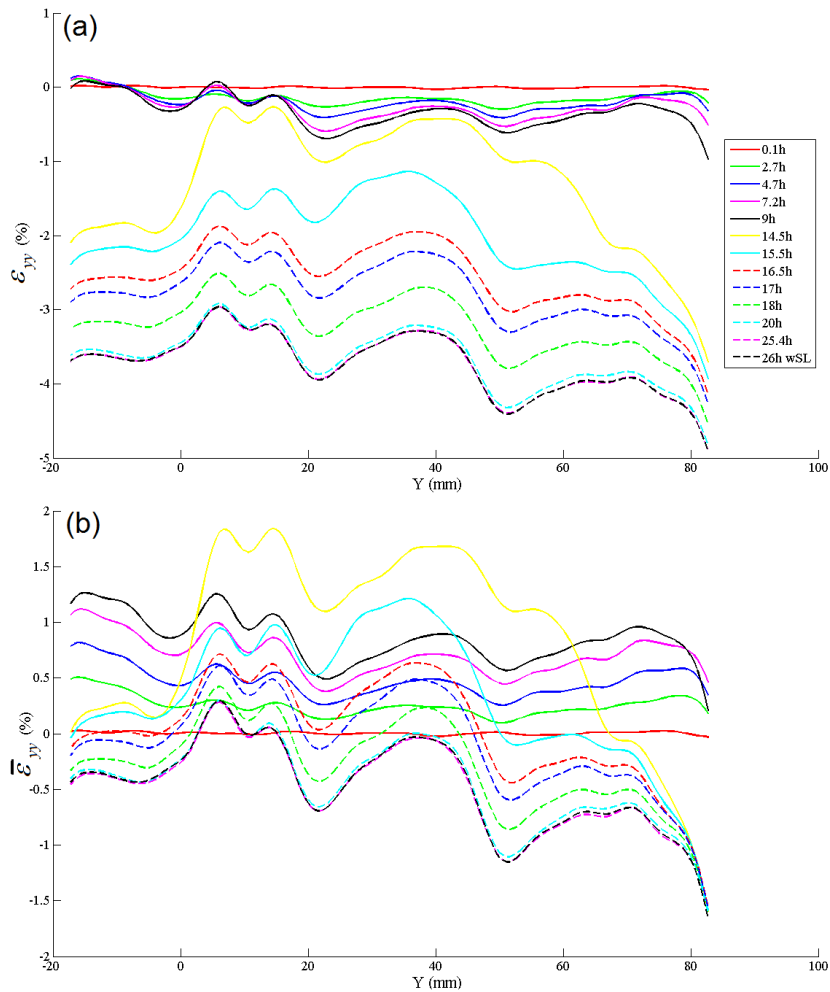 (a)
1
0
-1
-2
-3
-4
-5
-20
0
20
40
60
80
100
Y (mm)
εyy (%)
0.1h
2.7h
4.7h
7.2h
9h
14.5h
15.5h
16.5h
17h
18h
20h
25.4h
26h wSL
(b)
2
1.5
1
0.5
0
-0.5
-1
-1.5
-2
-20
0
20
40
60
80
100
Y (mm)
ε̅yy (%)